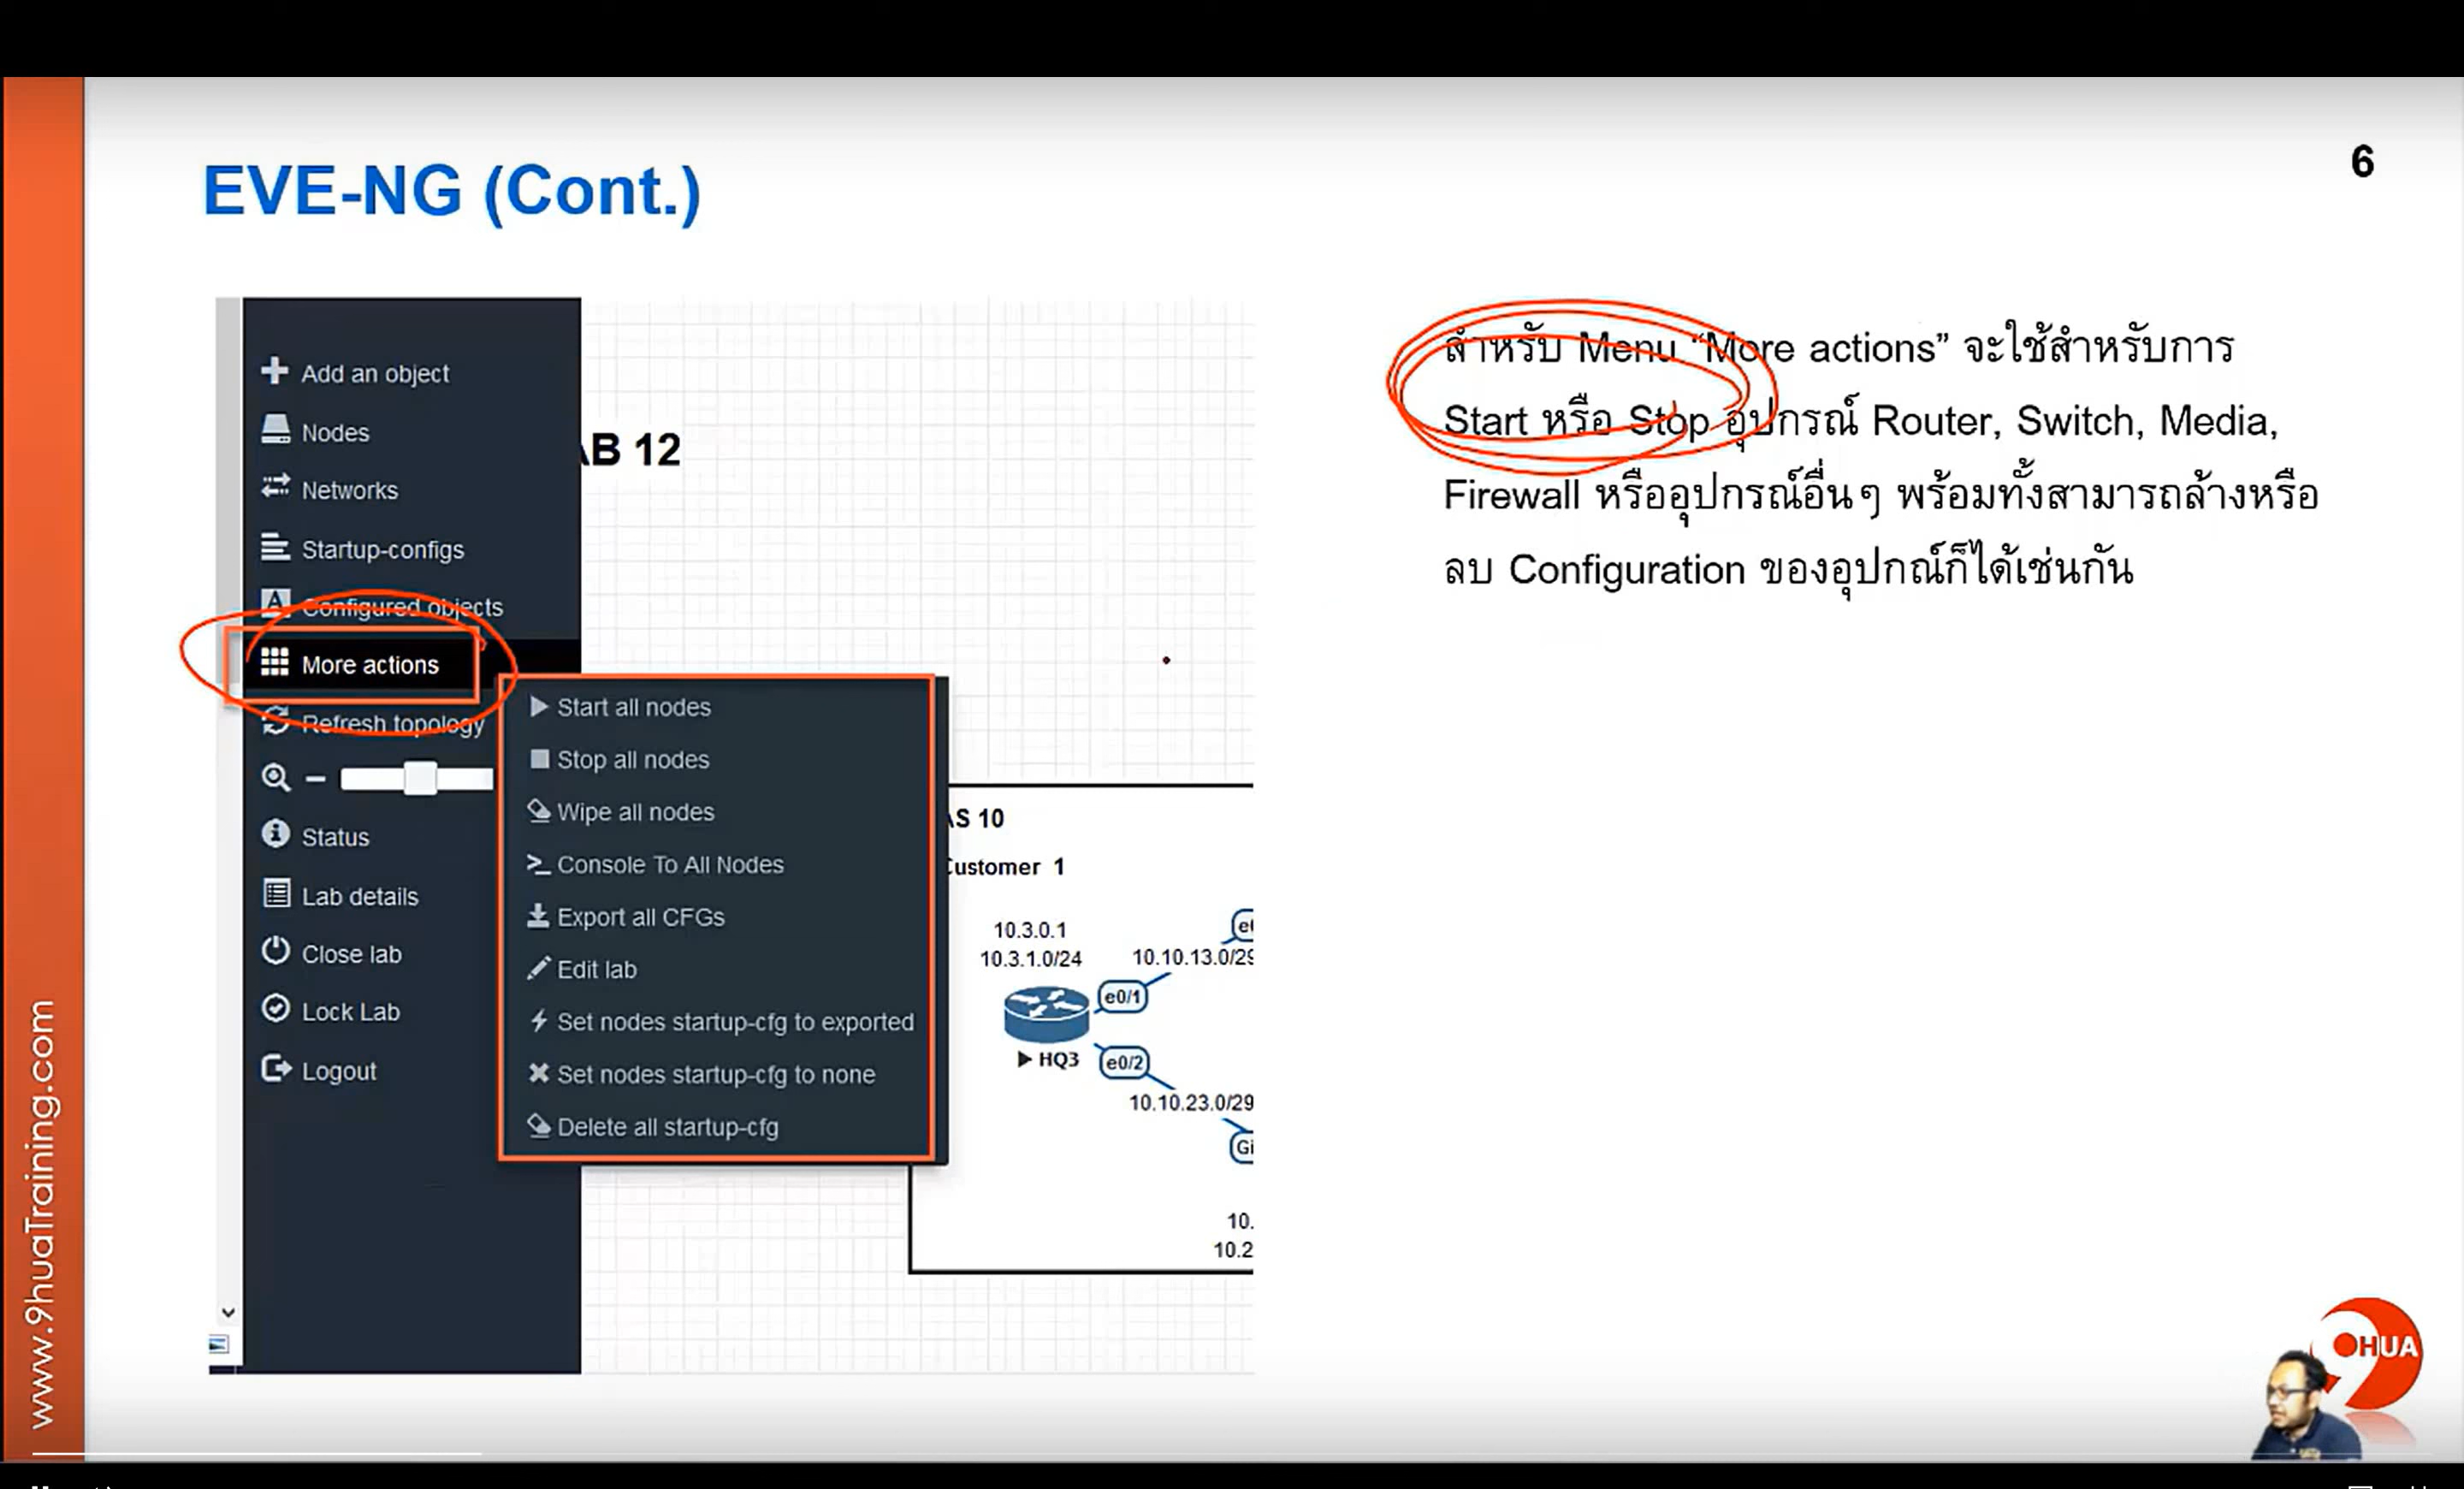 6
EVE-NG (Cont.)
Add an object
Nodes
Networks
Startup-configs
Configured objects
More actions
Refresh topology
Status
Lab details
Close lab
Lock Lab
Logout
Start all nodes
Stop all nodes
Wipe all nodes
Console To All Nodes
Export all CFGs
Edit lab
Set nodes startup-cfg to exported
Set nodes startup-cfg to none
Delete all startup-cfg
AB 12
AS 10
Customer 1
10.3.0.1
10.3.1.0/24
10.10.13.0/29
e0/1
HQ3
e0/2
10.10.23.0/29
Gi
10.
10.2
สำหรับ Menu “More actions” จะใช้สำหรับการ
Start หรือ Stop อุปกรณ์ Router, Switch, Media,
Firewall หรืออุปกรณ์อื่นๆ พร้อมทั้งสามารถล้างหรือ
ลบ Configuration ของอุปกณ์ก็ได้เช่นกัน
www.9huaTraining.com
9HUA